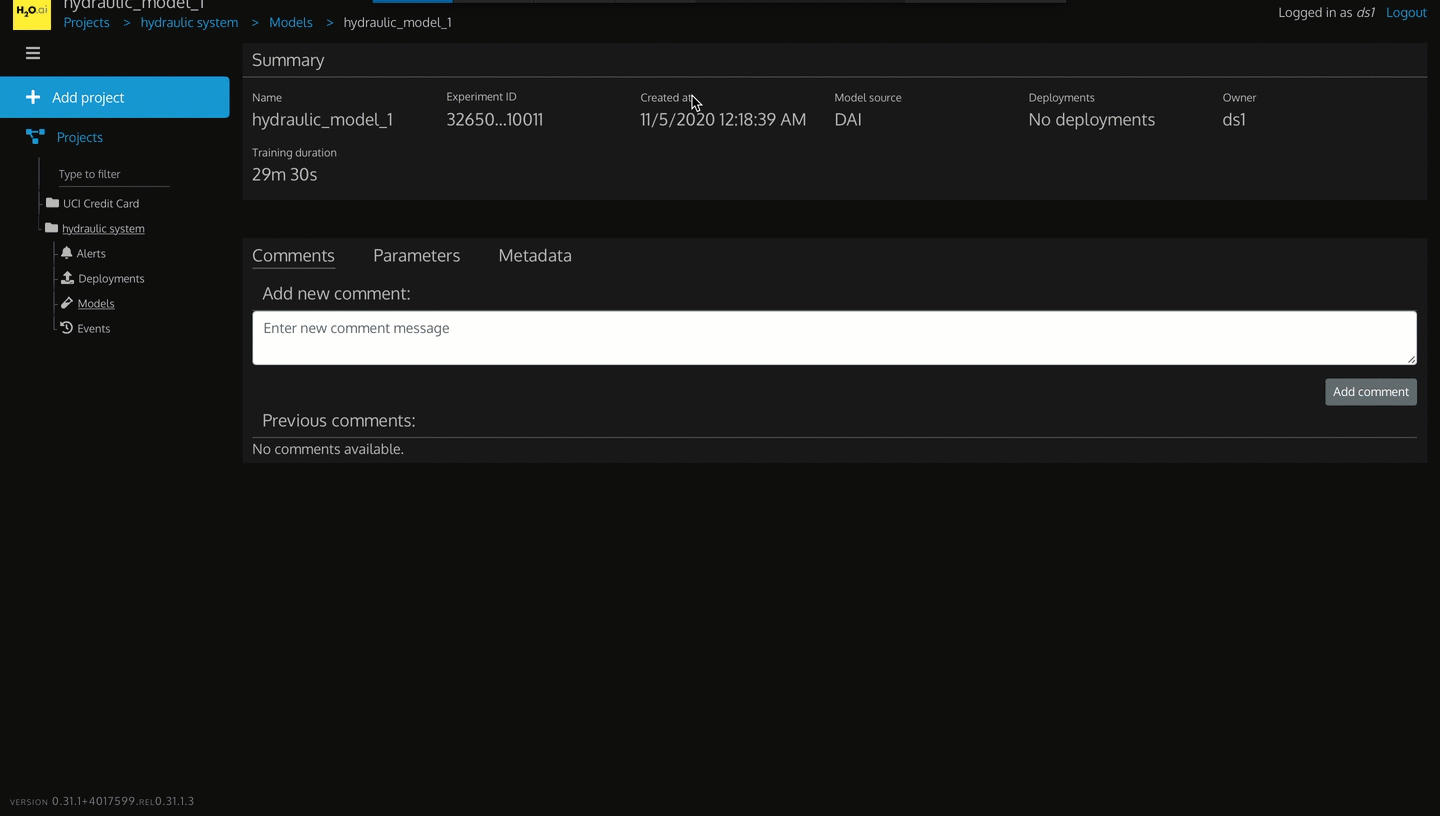 hydraulic_model_1
H2O.ai
Projects > hydraulic system > Models > hydraulic_model_1
Logged in as ds1 Logout
Add project
Projects
Type to filter
UCI Credit Card
hydraulic system
Alerts
Deployments
Models
Events
Summary
Name Experiment ID Created at Model source Deployments Owner
hydraulic_model_1 32650...10011 11/5/2020 12:18:39 AM DAI No deployments ds1
Training duration
29m 30s
Comments Parameters Metadata
Add new comment:
Enter new comment message
Add comment
Previous comments:
No comments available.
VERSION 0.31.1+4017599.REL0.31.1.3